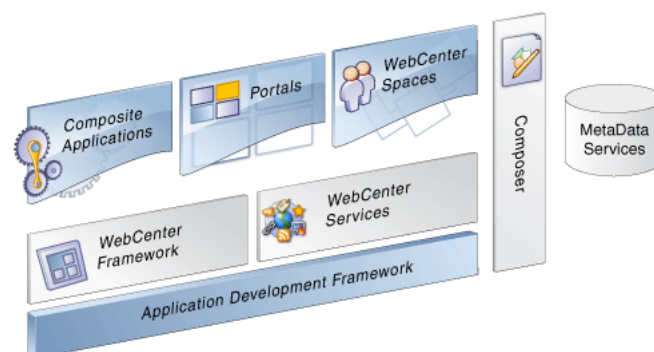 Composite
Applications
Portals
WebCenter
Spaces
Composer
MetaData
Services
WebCenter
Framework
WebCenter
Services
Application Development Framework